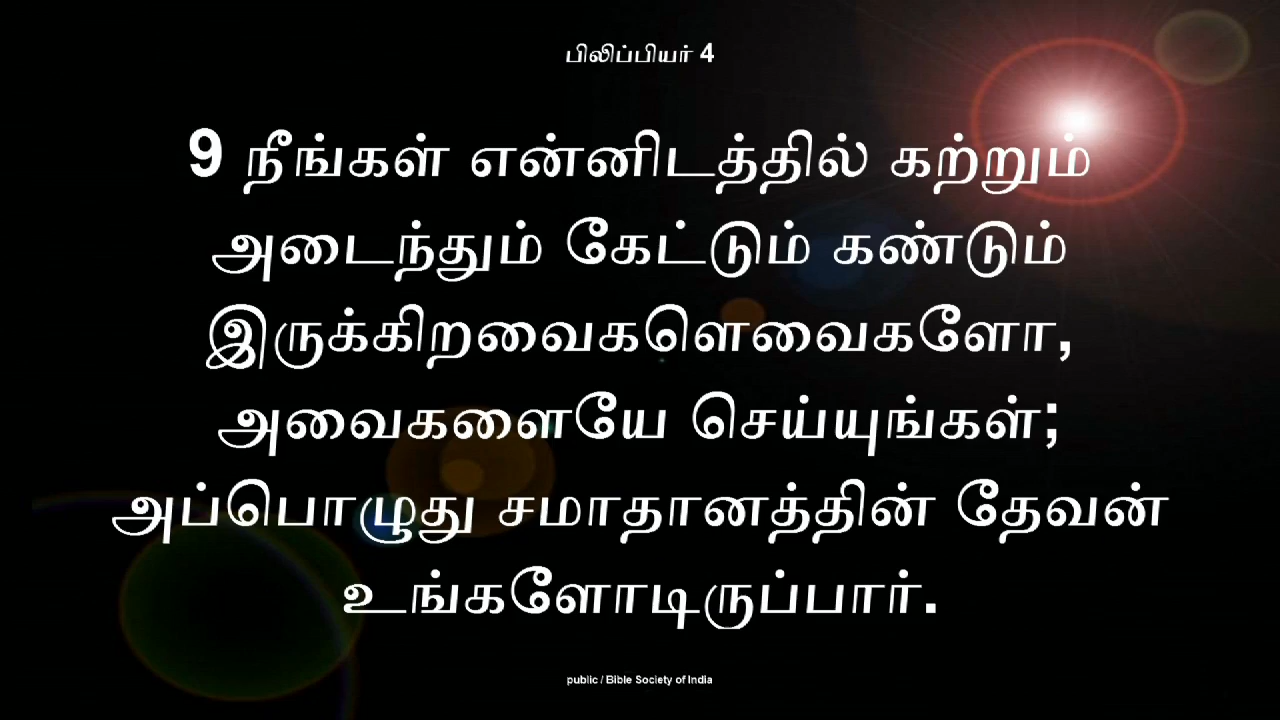 பிலிப்பியர் 4
9 நீங்கள் என்னிடத்தில் கற்றும்
அடைந்தும் கேட்டும் கண்டும்
இருக்கிறவைகளெவைகளோ,
அவைகளையே செய்யுங்கள்;
அப்பொழுது சமாதானத்தின் தேவன்
உங்களோடிருப்பார்.
public / Bible Society of India